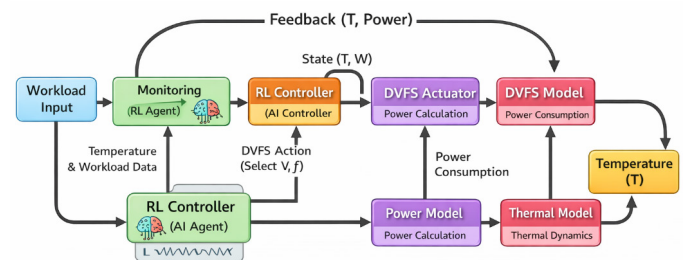 Feedback (T, Power)
State (T, W)
Workload
Input
Monitoring
(RL Agent)
RL Controller
(AI Controller
DVFS Actuator
Power Calculation
DVFS Model
Power Consumption
Temperature
& Workload Data
DVFS Action
(Select V, f)
Power
Consumption
Temperature
(T)
RL Controller
(AI Agent)
Power Model
Power Calculation
Thermal Model
Thermal Dynamics
L